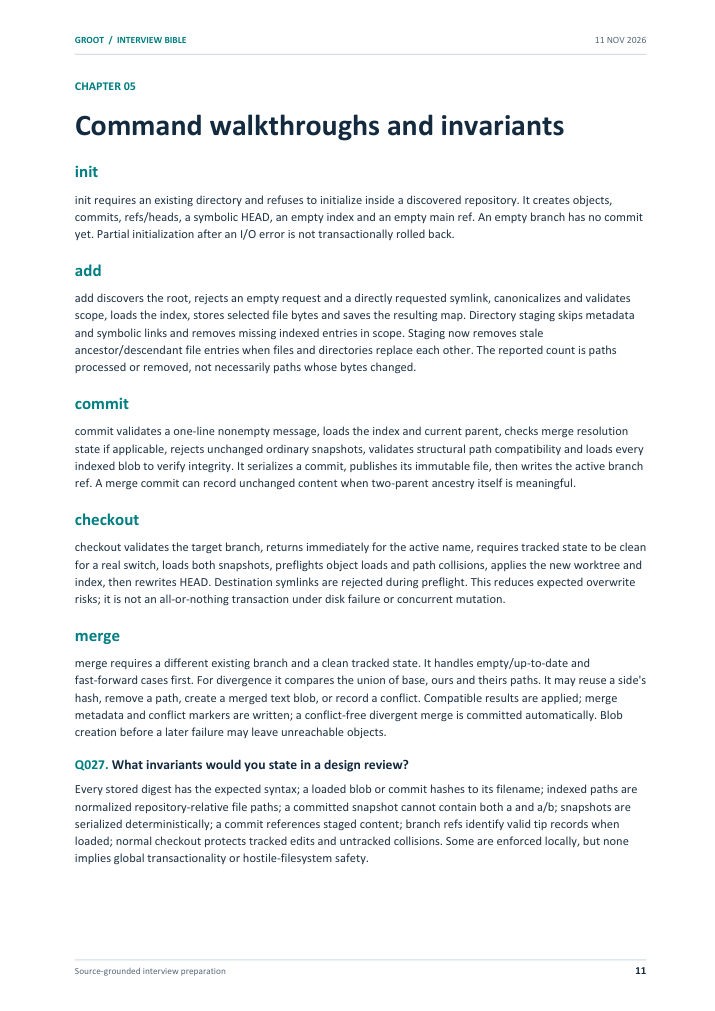 GROOT / INTERVIEW BIBLE
11 NOV 2026
CHAPTER 05
Command walkthroughs and invariants
init
init requires an existing directory and refuses to initialize inside a discovered repository. It creates objects,
commits, refs/heads, a symbolic HEAD, an empty index and an empty main ref. An empty branch has no commit
yet. Partial initialization after an I/O error is not transactionally rolled back.
add
add discovers the root, rejects an empty request and a directly requested symlink, canonicalizes and validates
scope, loads the index, stores selected file bytes and saves the resulting map. Directory staging skips metadata
and symbolic links and removes missing indexed entries in scope. Staging now removes stale
ancestor/descendant file entries when files and directories replace each other. The reported count is paths
processed or removed, not necessarily paths whose bytes changed.
commit
commit validates a one-line nonempty message, loads the index and current parent, checks merge resolution
state if applicable, rejects unchanged ordinary snapshots, validates structural path compatibility and loads every
indexed blob to verify integrity. It serializes a commit, publishes its immutable file, then writes the active branch
ref. A merge commit can record unchanged content when two-parent ancestry itself is meaningful.
checkout
checkout validates the target branch, returns immediately for the active name, requires tracked state to be clean
for a real switch, loads both snapshots, preflights object loads and path collisions, applies the new worktree and
index, then rewrites HEAD. Destination symlinks are rejected during preflight. This reduces expected overwrite
risks; it is not an all-or-nothing transaction under disk failure or concurrent mutation.
merge
merge requires a different existing branch and a clean tracked state. It handles empty/up-to-date and
fast-forward cases first. For divergence it compares the union of base, ours and theirs paths. It may reuse a side's
hash, remove a path, create a merged text blob, or record a conflict. Compatible results are applied; merge
metadata and conflict markers are written; a conflict-free divergent merge is committed automatically. Blob
creation before a later failure may leave unreachable objects.
Q027. What invariants would you state in a design review?
Every stored digest has the expected syntax; a loaded blob or commit hashes to its filename; indexed paths are
normalized repository-relative file paths; a committed snapshot cannot contain both a and a/b; snapshots are
serialized deterministically; a commit references staged content; branch refs identify valid tip records when
loaded; normal checkout protects tracked edits and untracked collisions. Some are enforced locally, but none
implies global transactionality or hostile-filesystem safety.
Source-grounded interview preparation
11